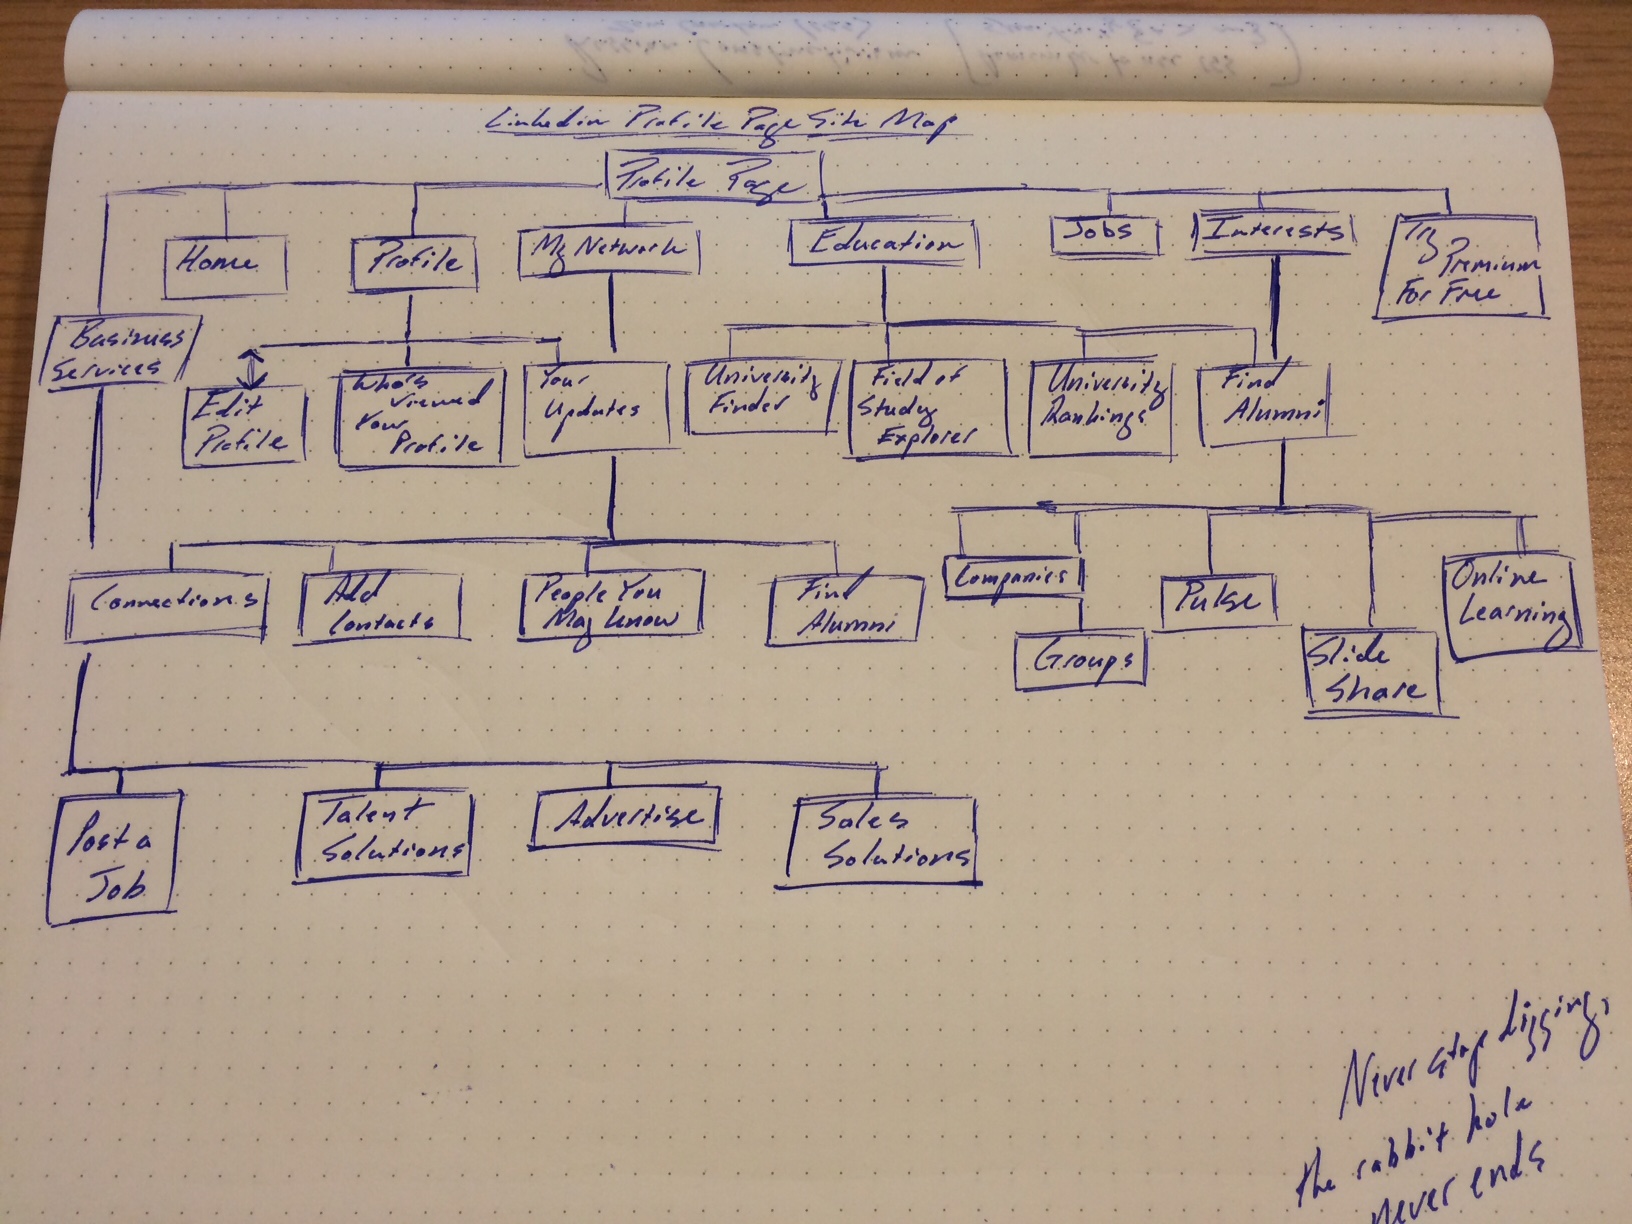 Linkedin Profile Page Site Map
Profile Page
Home
Profile
My Network
Education
Jobs
Interests
Try
Premium
For Free
Business
Services
Edit
Profile
Who's
Viewed
Your
Profile
Your
Updates
University
Finder
Field of
Study
Explorer
University
Rankings
Find
Alumni
Connections
Add
Contacts
People You
May Know
Find
Alumni
Companies
Groups
Pulse
Slide
Share
Online
Learning
Post a
Job
Talent
Solutions
Advertise
Sales
Solutions
Never stop digging,
the rabbit hole
never ends